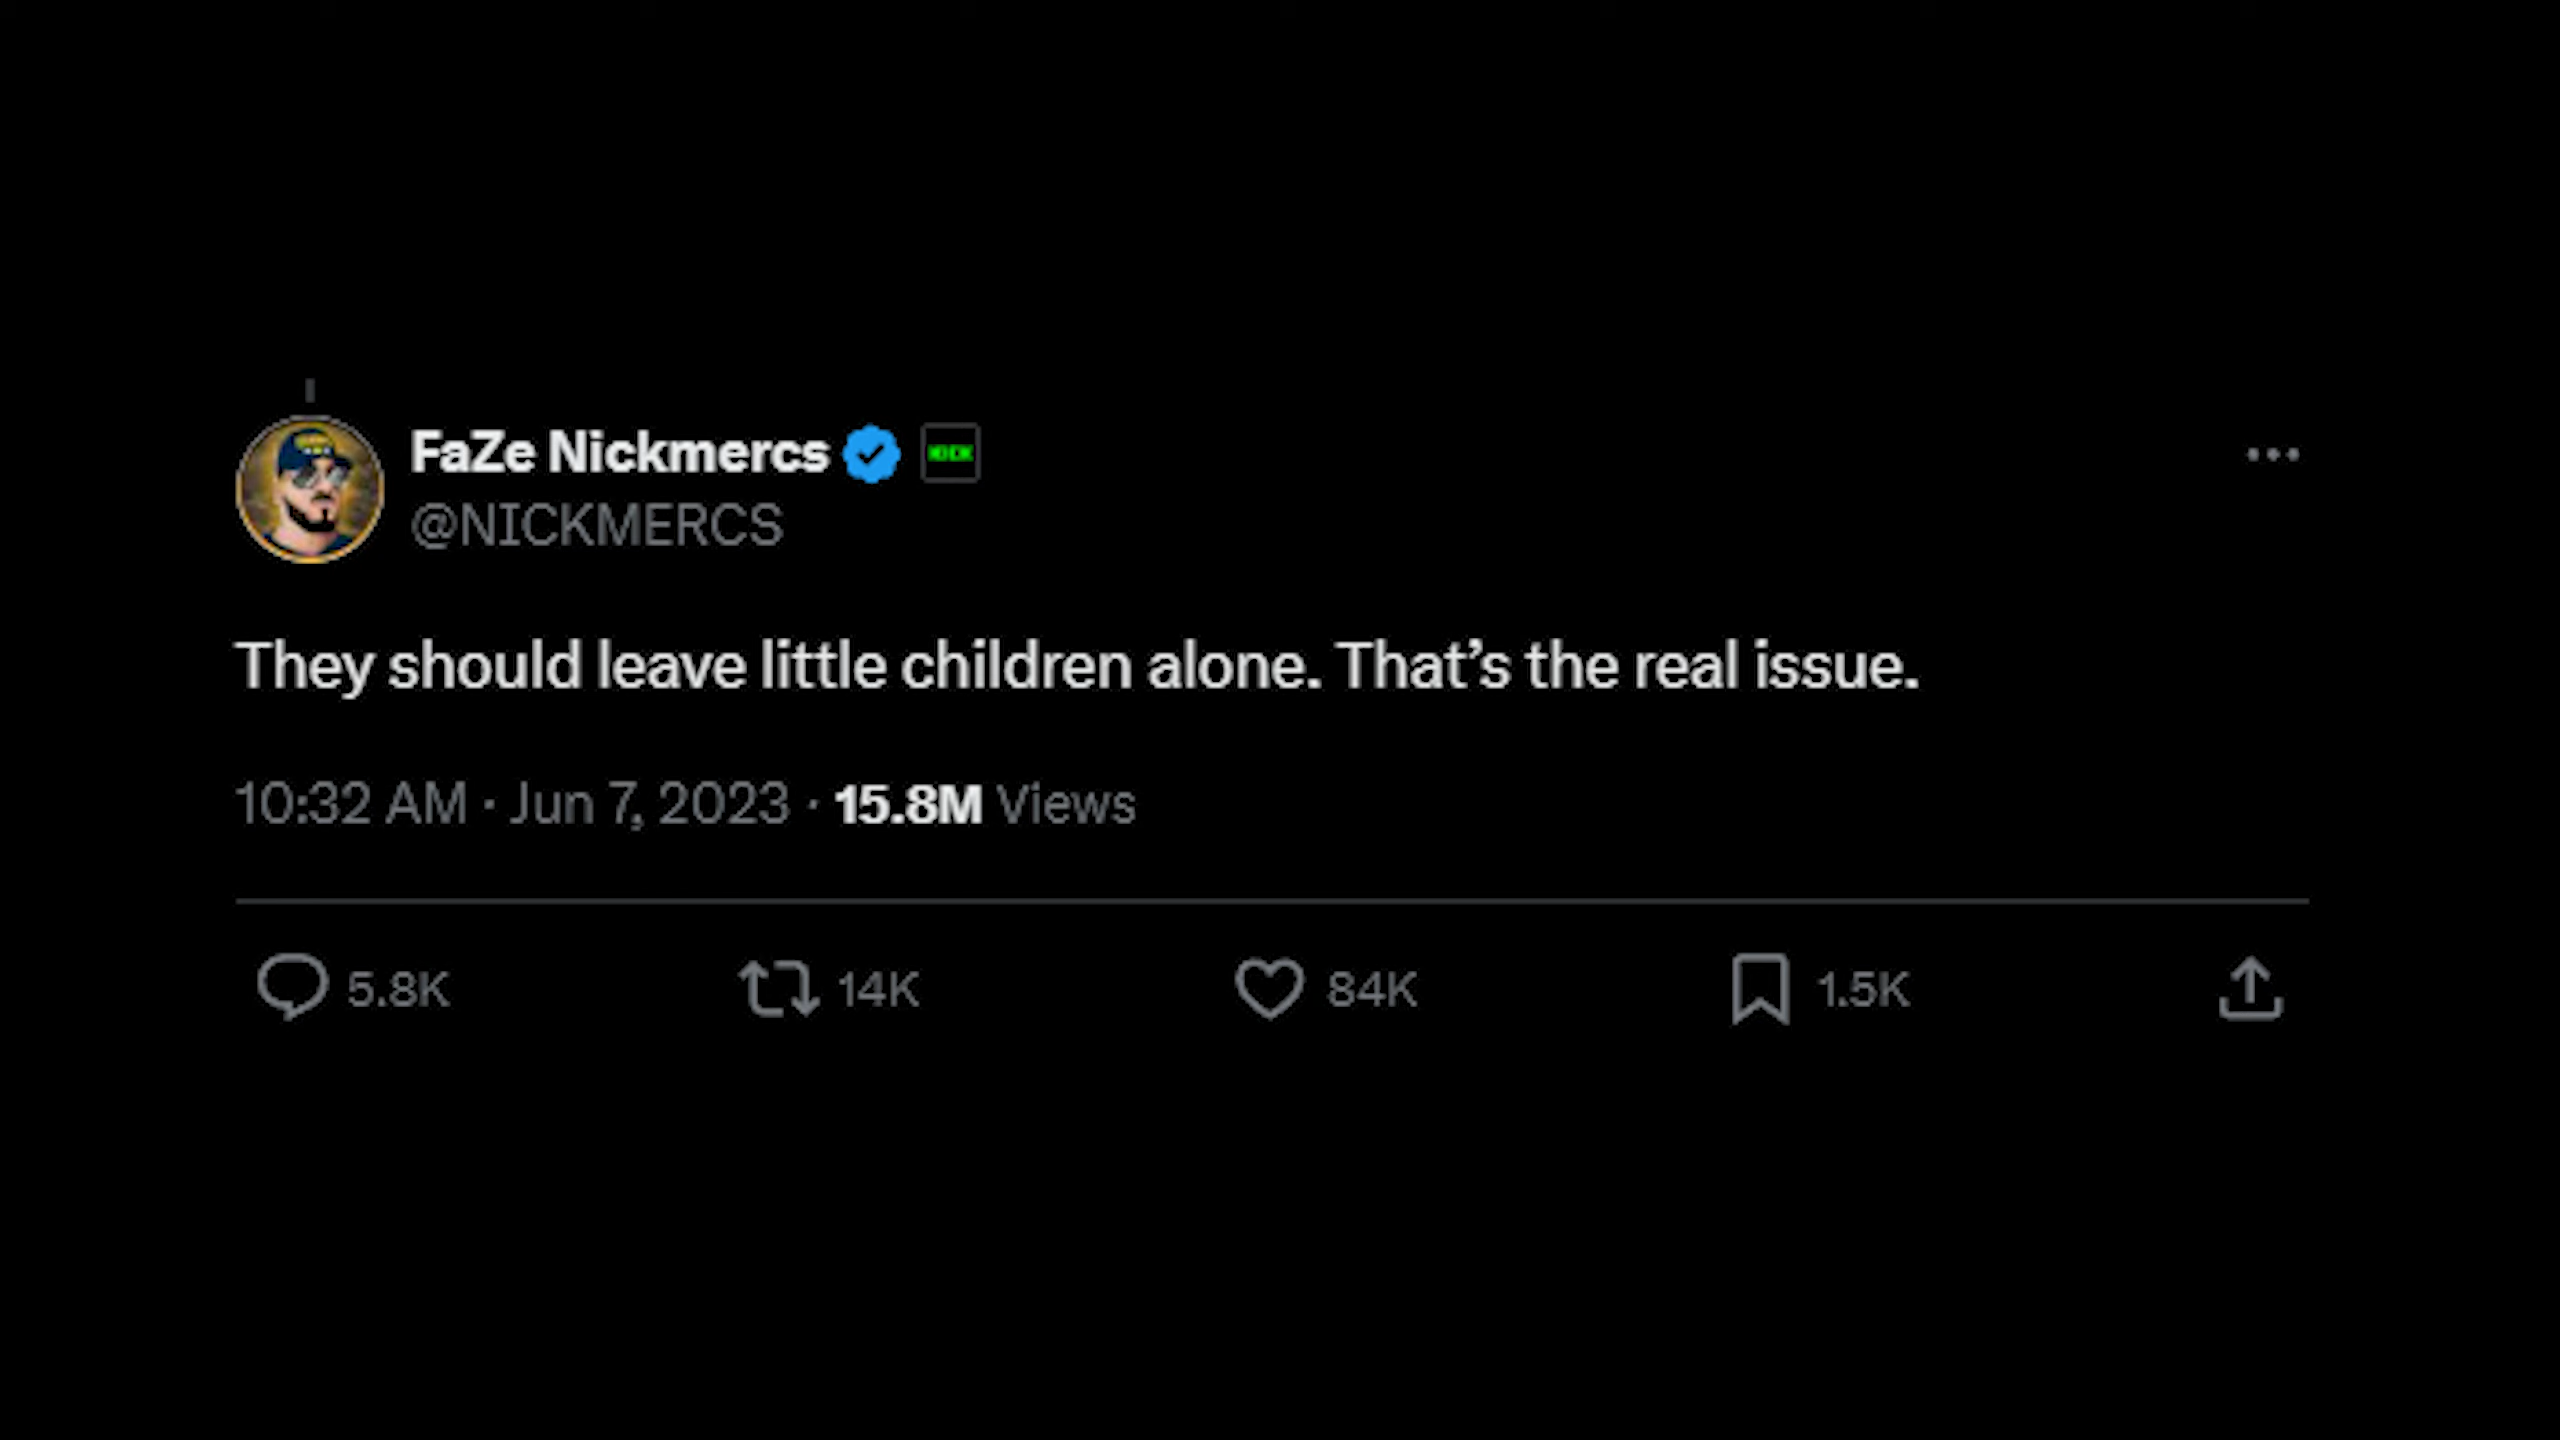 FaZe Nickmercs KICK
@NICKMERCS
They should leave little children alone. That’s the real issue.
10:32 AM · Jun 7, 2023 · 15.8M Views
5.8K 14K 84K 1.5K